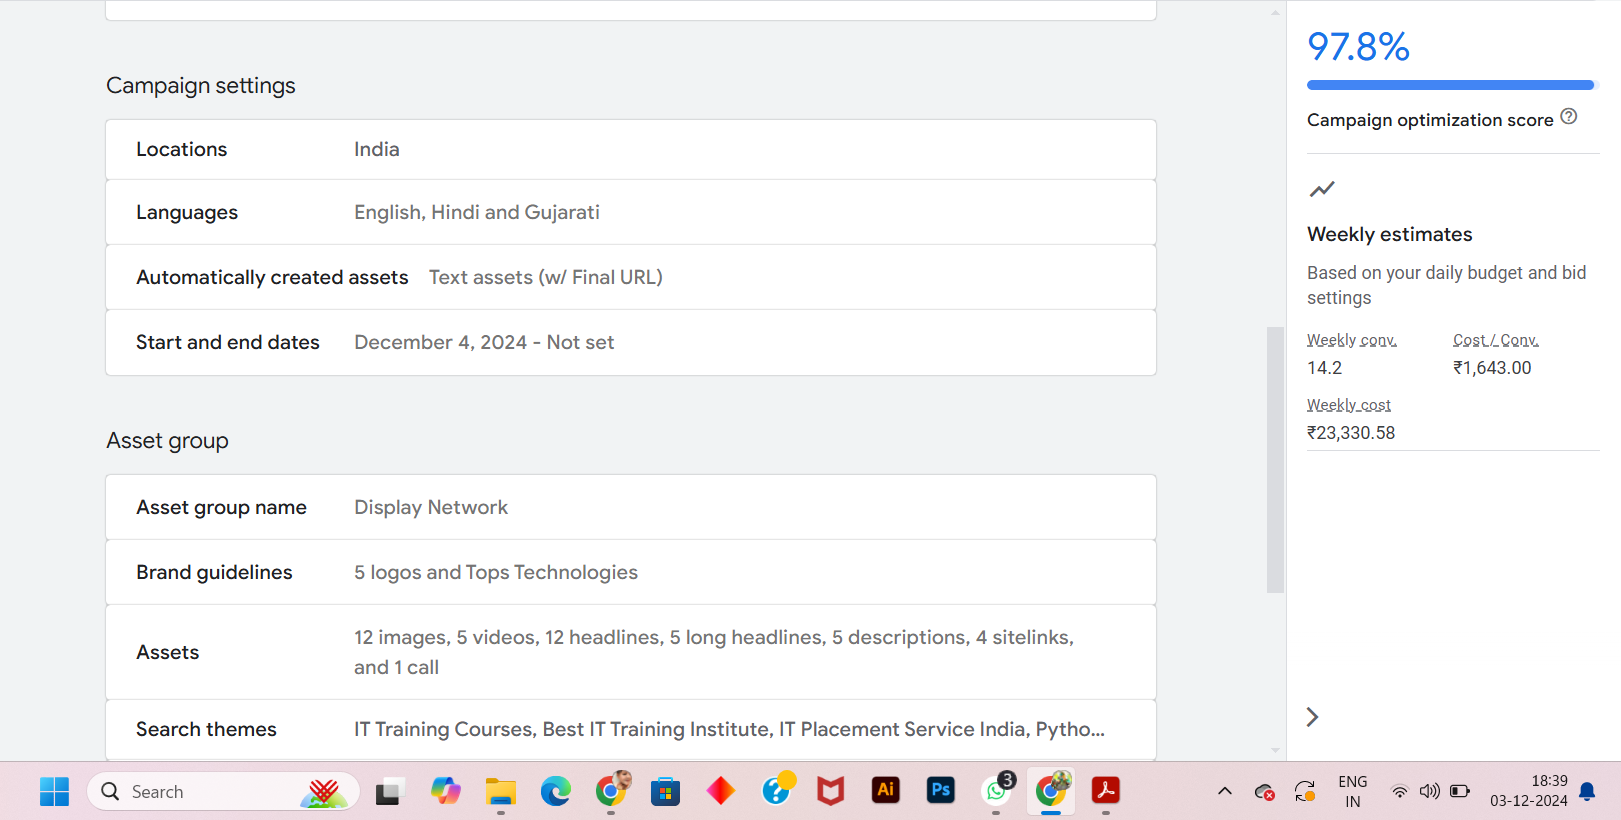 Campaign settings
Locations India
Languages English, Hindi and Gujarati
Automatically created assets Text assets (w/ Final URL)
Start and end dates December 4, 2024 - Not set
Asset group
Asset group name Display Network
Brand guidelines 5 logos and Tops Technologies
Assets 12 images, 5 videos, 12 headlines, 5 long headlines, 5 descriptions, 4 sitelinks,
and 1 call
Search themes IT Training Courses, Best IT Training Institute, IT Placement Service India, Pytho...
97.8%
Campaign optimization score ?
Weekly estimates
Based on your daily budget and bid
settings
Weekly conv. Cost / Conv.
14.2 ₹1,643.00
Weekly cost
₹23,330.58
Search
?
Ai
Ps
3
ENG
IN
18:39
03-12-2024